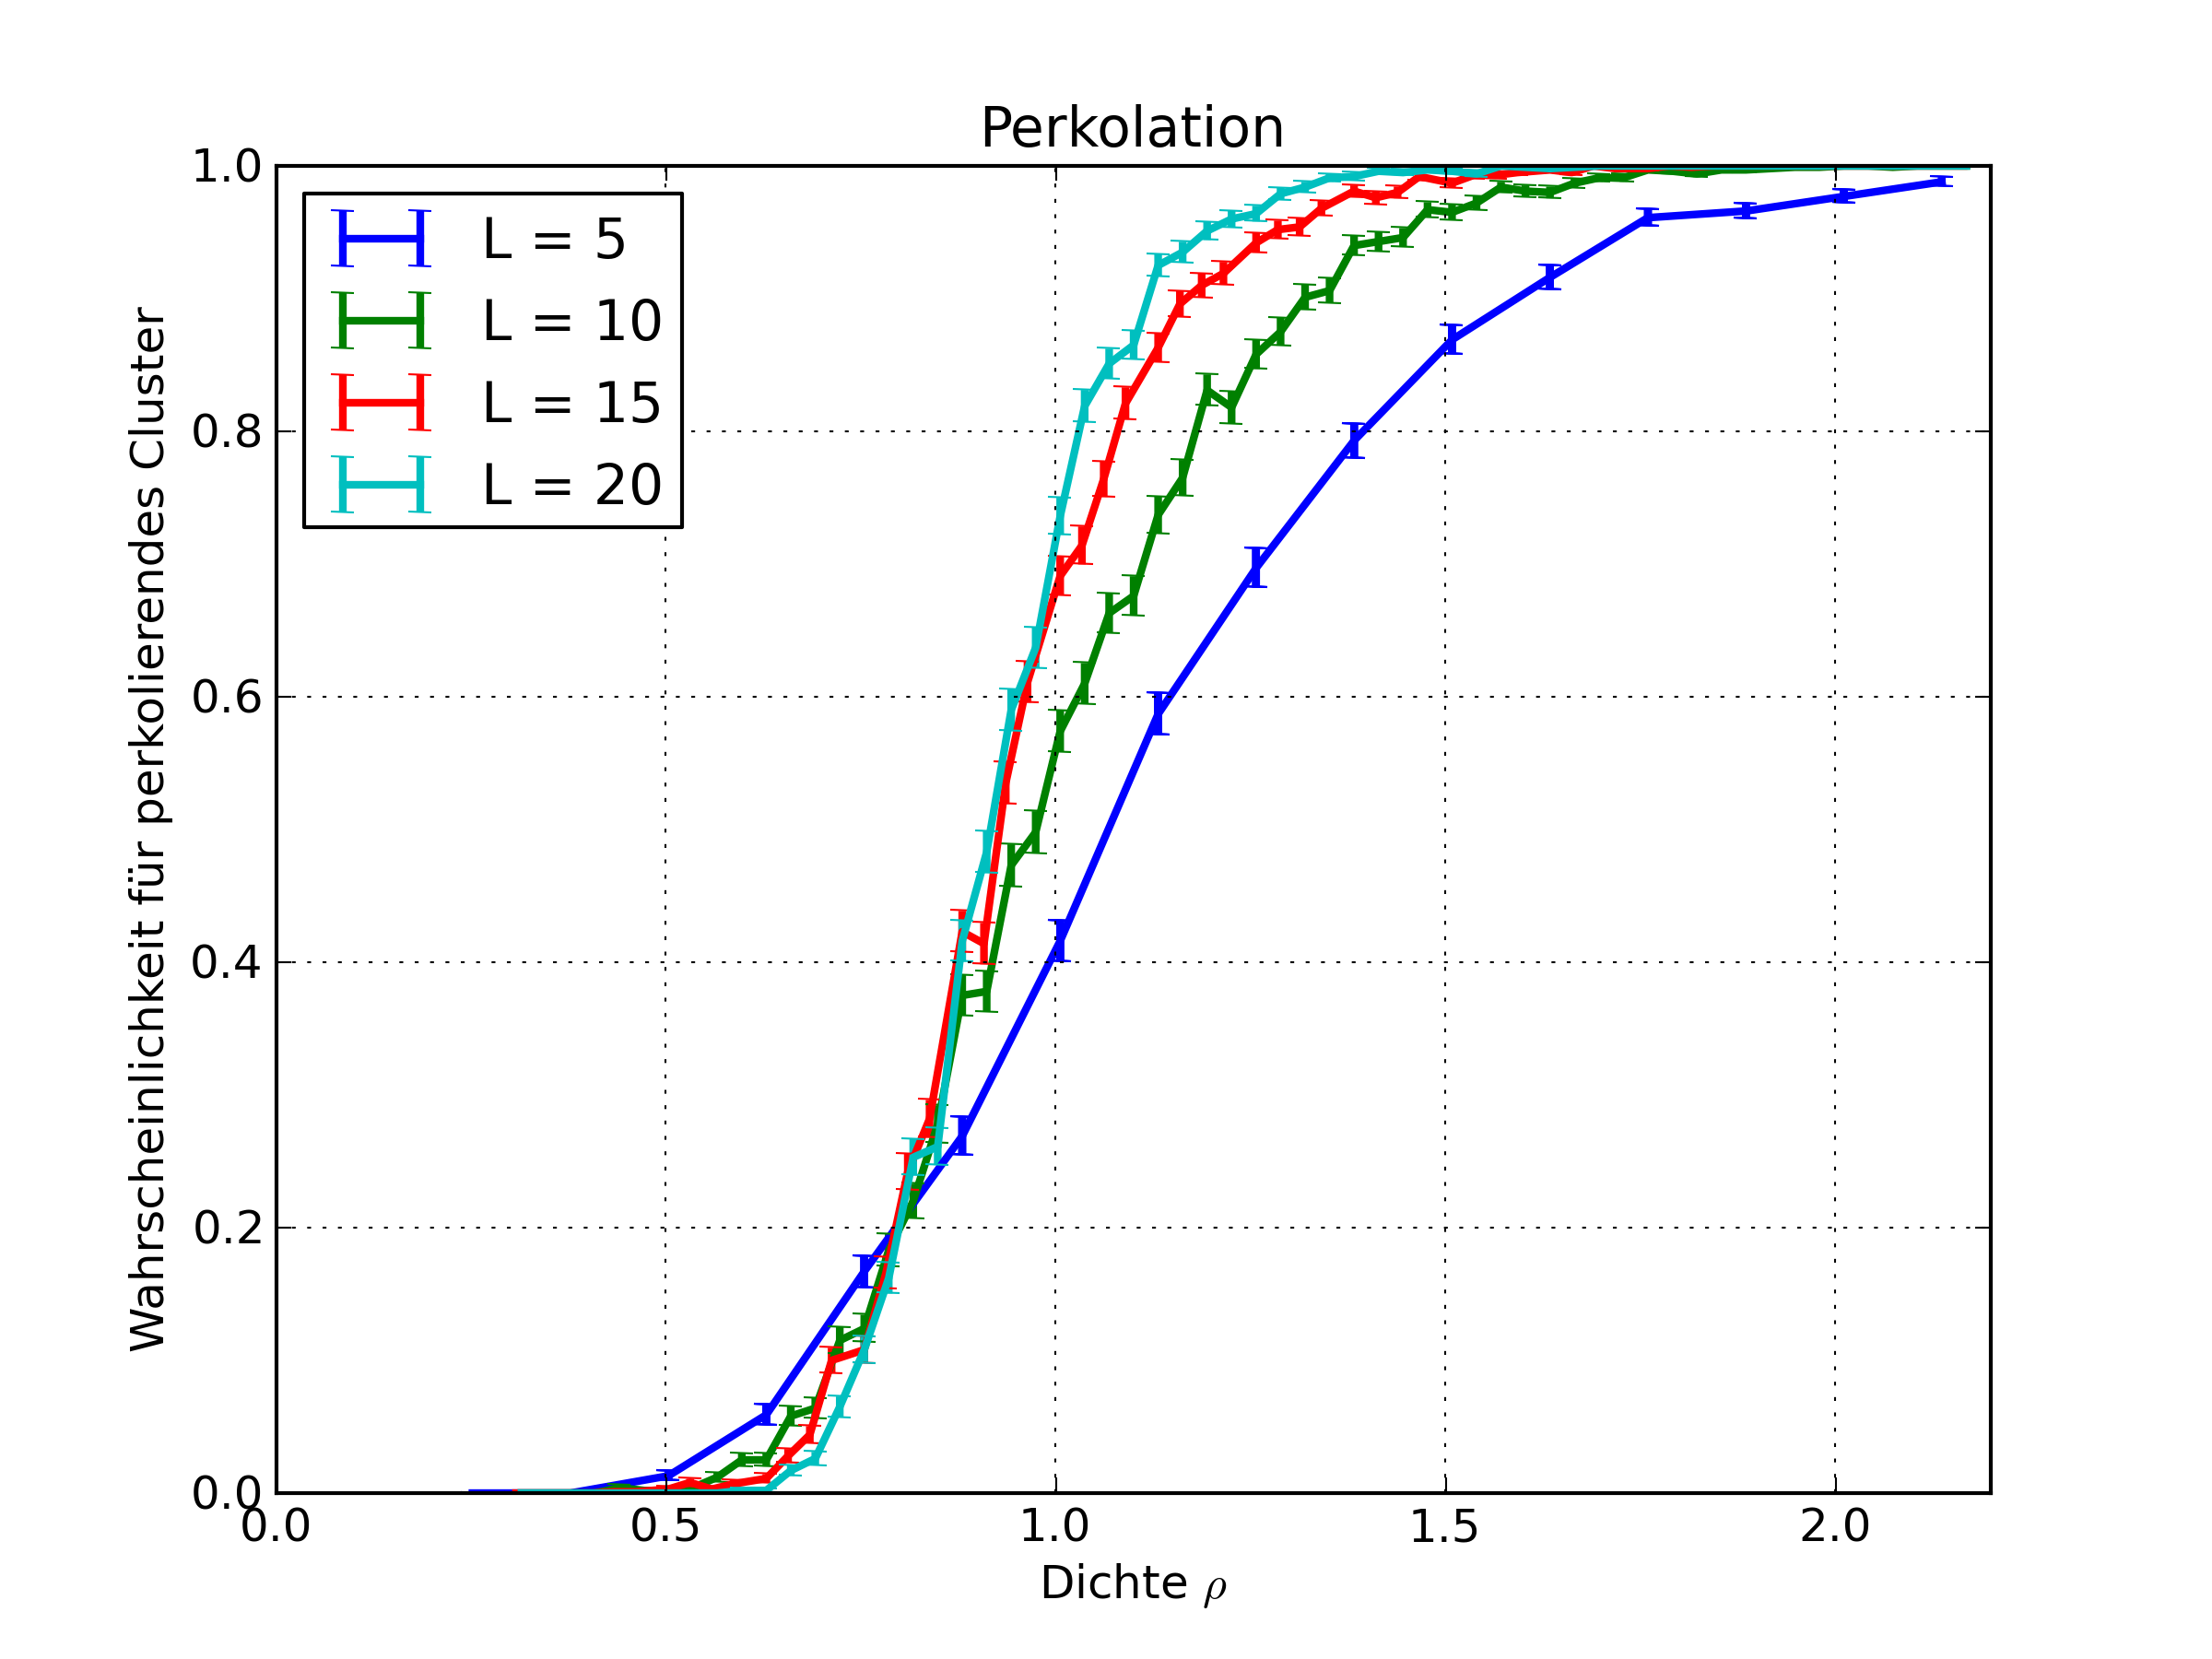 Perkolation
1.0
0.8
0.6
0.4
0.2
0.0
Wahrscheinlichkeit für perkolierendes Cluster
L = 5
L = 10
L = 15
L = 20
0.0 0.5 1.0 1.5 2.0
Dichte ρ